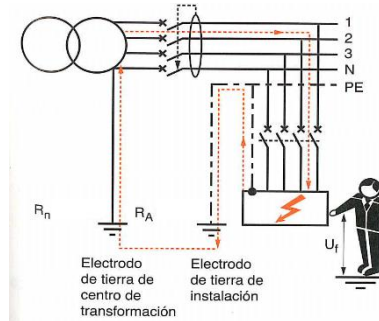 1
2
3
N
PE
Rn
RA
Uf
Electrodo
de tierra de
centro de
transformación
Electrodo
de tierra de
instalación